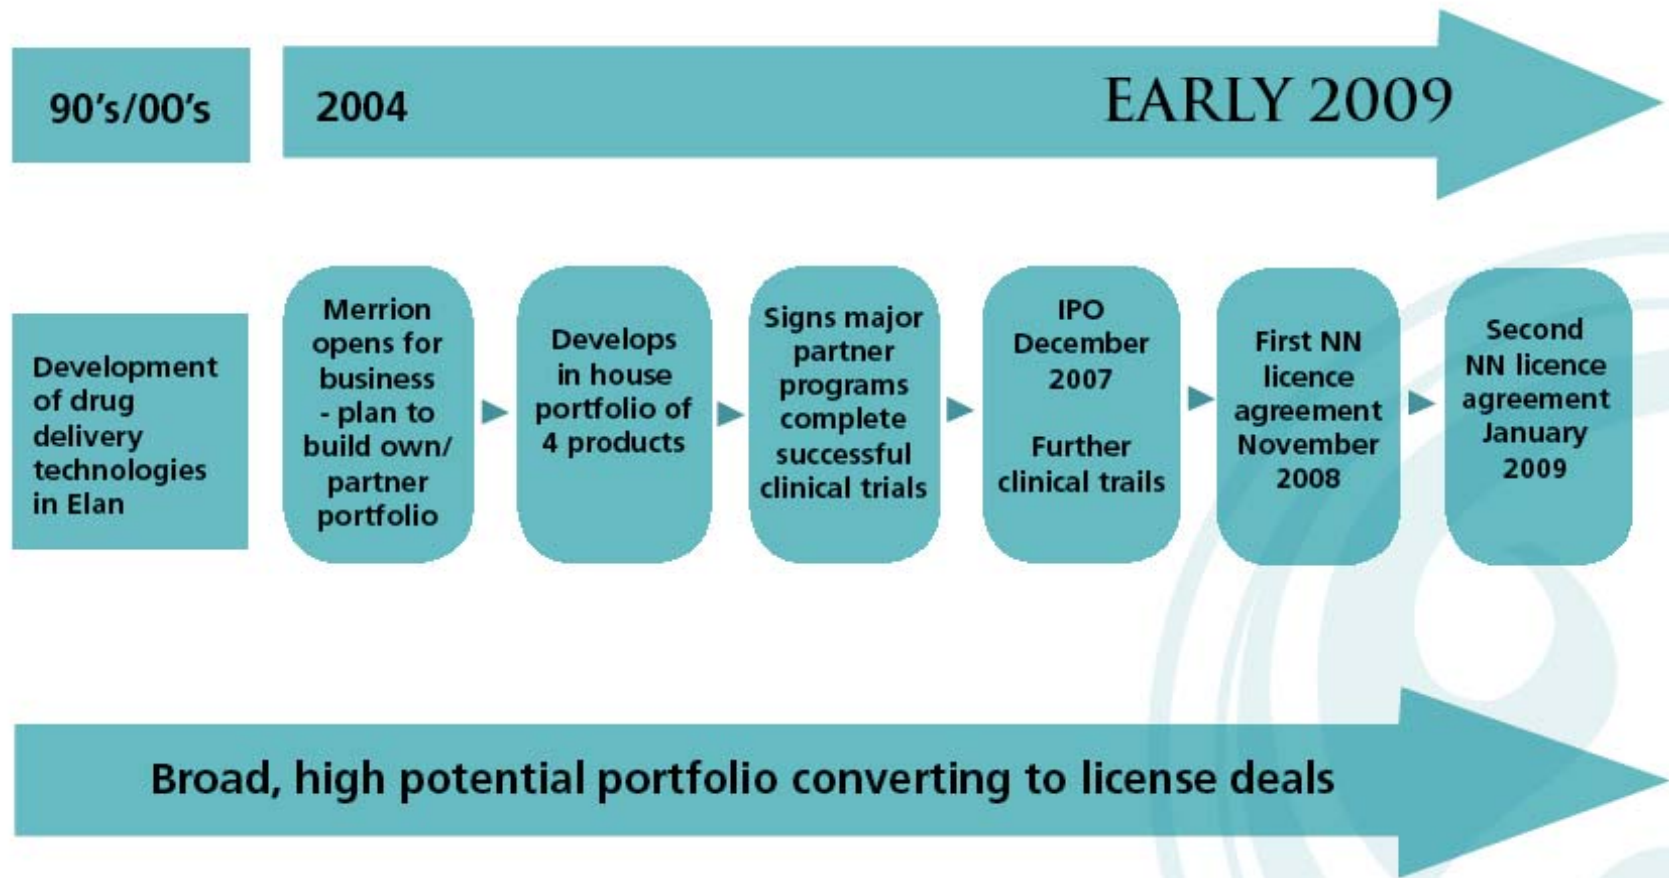 90's/00's
2004
EARLY 2009
Development
of drug
delivery
technologies
in Elan
Merrion
opens for
business
- plan to
build own/
partner
portfolio
Develops
in house
portfolio of
4 products
Signs major
partner
programs
complete
successful
clinical trials
IPO
December
2007
Further
clinical trails
First NN
licence
agreement
November
2008
Second
NN licence
agreement
January
2009
Broad, high potential portfolio converting to license deals